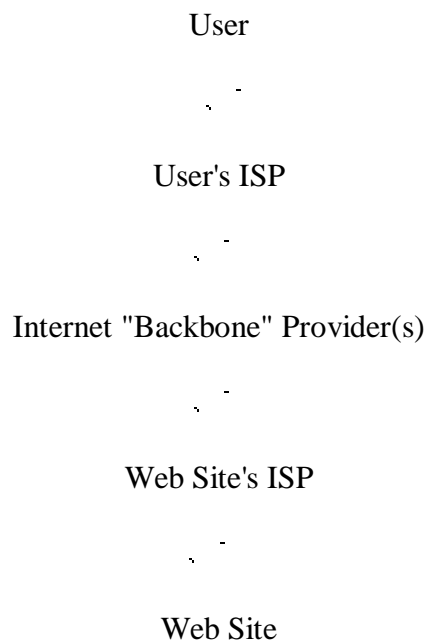 User
User's ISP
Internet "Backbone" Provider(s)
Web Site's ISP
Web Site